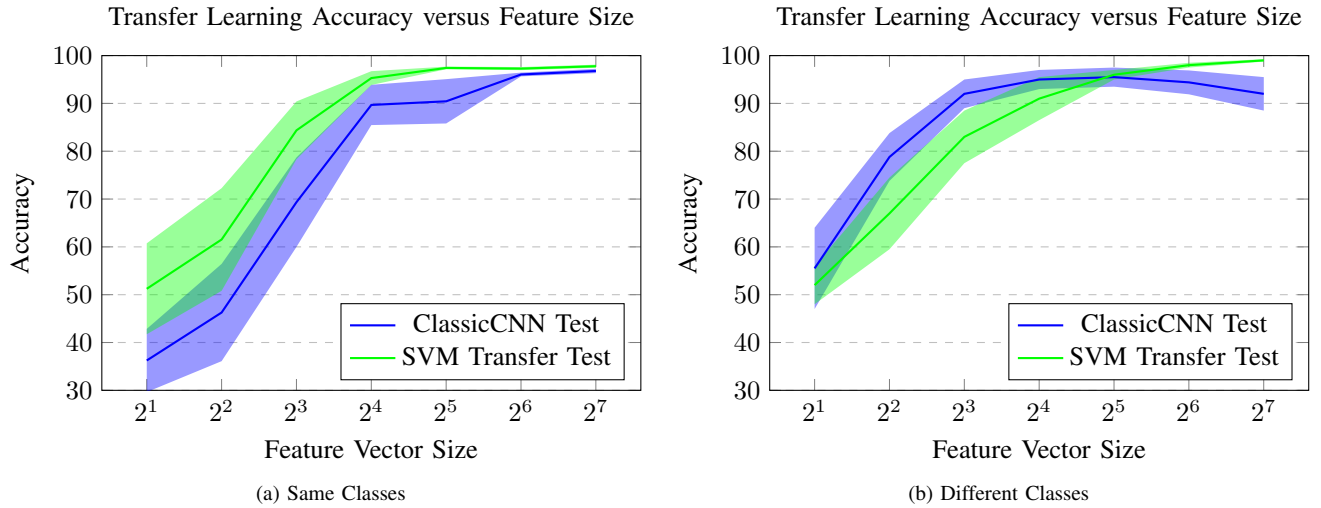 Transfer Learning Accuracy versus Feature Size
100
90
80
70
60
50
40
30
Accuracy
2^1 2^2 2^3 2^4 2^5 2^6 2^7
Feature Vector Size
ClassicCNN Test
SVM Transfer Test
(a) Same Classes
Transfer Learning Accuracy versus Feature Size
100
90
80
70
60
50
40
30
Accuracy
2^1 2^2 2^3 2^4 2^5 2^6 2^7
Feature Vector Size
ClassicCNN Test
SVM Transfer Test
(b) Different Classes